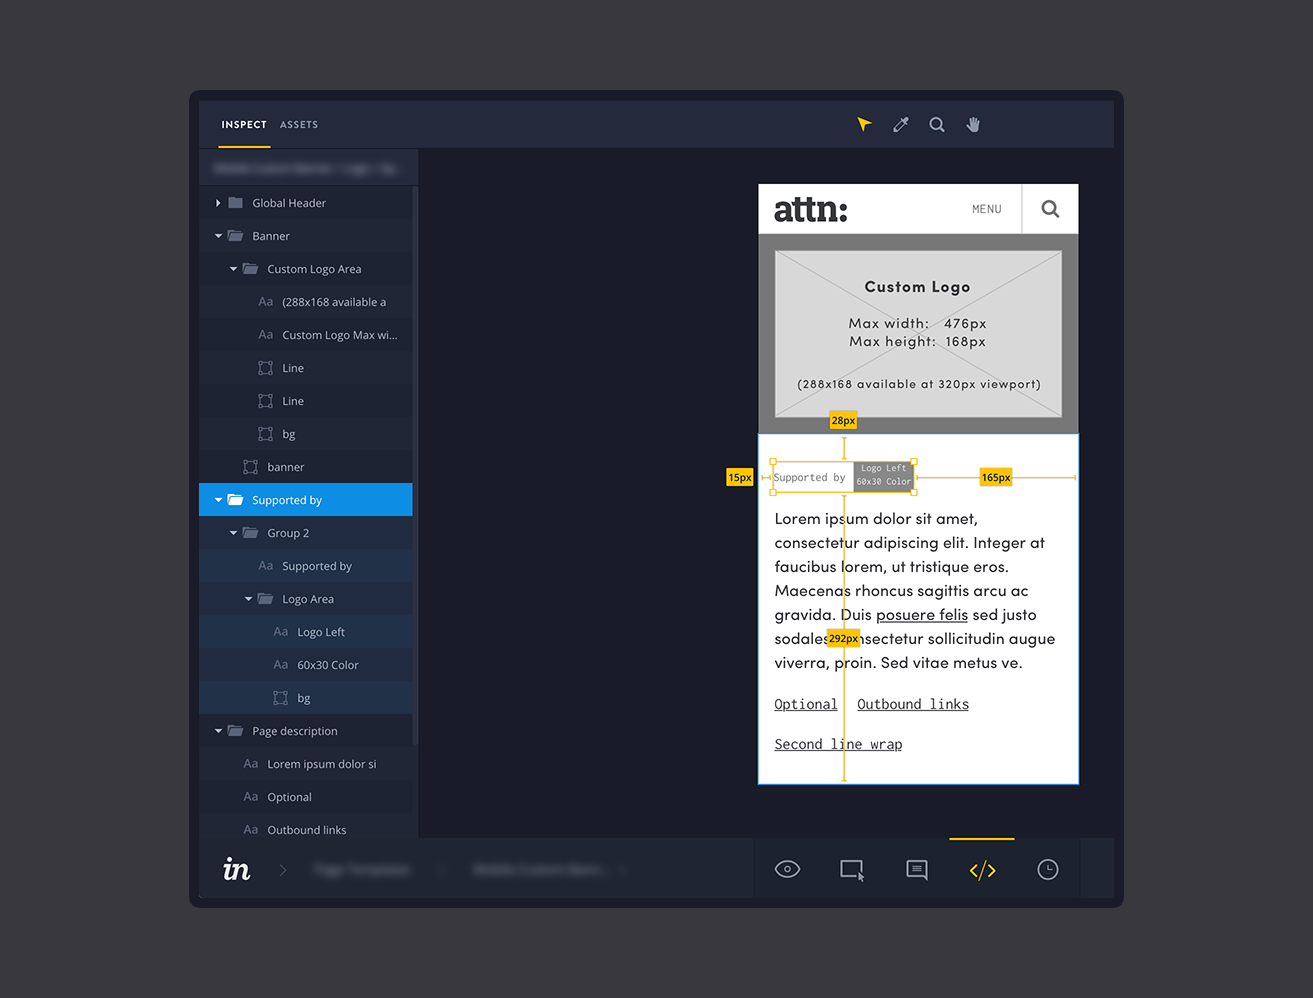 INSPECT ASSETS
Global Header
Banner
Custom Logo Area
Aa (288x168 available a
Aa Custom Logo Max wi...
Line
Line
bg
banner
Supported by
Group 2
Aa Supported by
Logo Area
Aa Logo Left
Aa 60x30 Color
bg
Page description
Aa Lorem ipsum dolor si
Aa Optional
Aa Outbound links
attn: MENU
Custom Logo
Max width: 476px
Max height: 168px
(288x168 available at 320px viewport)
28px
15px
Supported by
Logo Left
60x30 Color
165px
Lorem ipsum dolor sit amet,
consectetur adipiscing elit. Integer at
faucibus lorem, ut tristique eros.
Maecenas rhoncus sagittis arcu ac
gravida. Duis posuere felis sed justo
sodales nsectetur sollicitudin augue
292px
viverra, proin. Sed vitae metus ve.
Optional Outbound links
Second line wrap
in